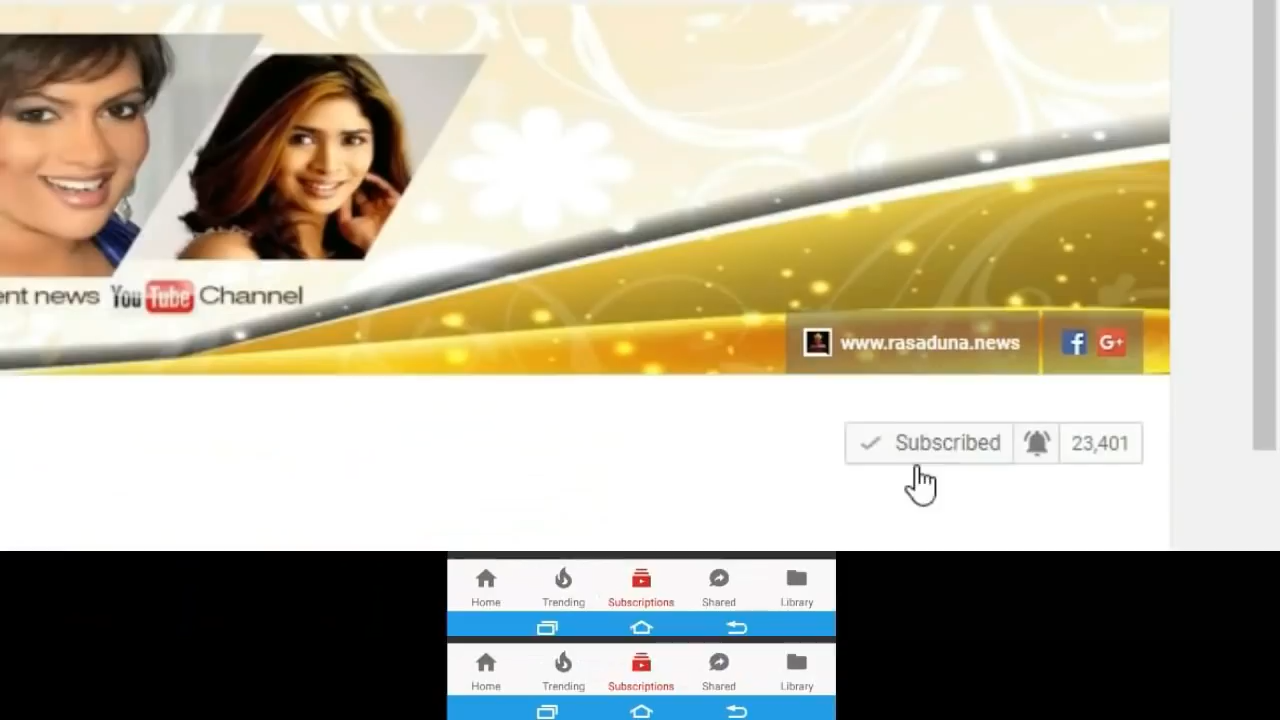 ent news YouTube Channel
www.rasaduna.news
f G+
Subscribed 23,401
Home Trending Subscriptions Shared Library
Home Trending Subscriptions Shared Library